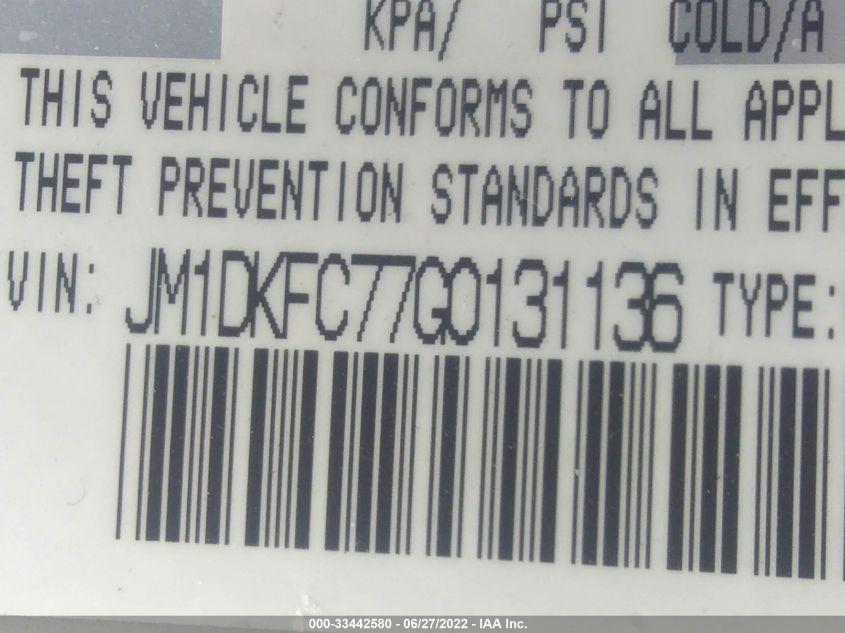 KPA/ PSI COLD/A
THIS VEHICLE CONFORMS TO ALL APPL
THEFT PREVENTION STANDARDS IN EFF
VIN: JM1DKFC77G0131136 TYPE:
000-33442580 - 06/27/2022 - IAA Inc.